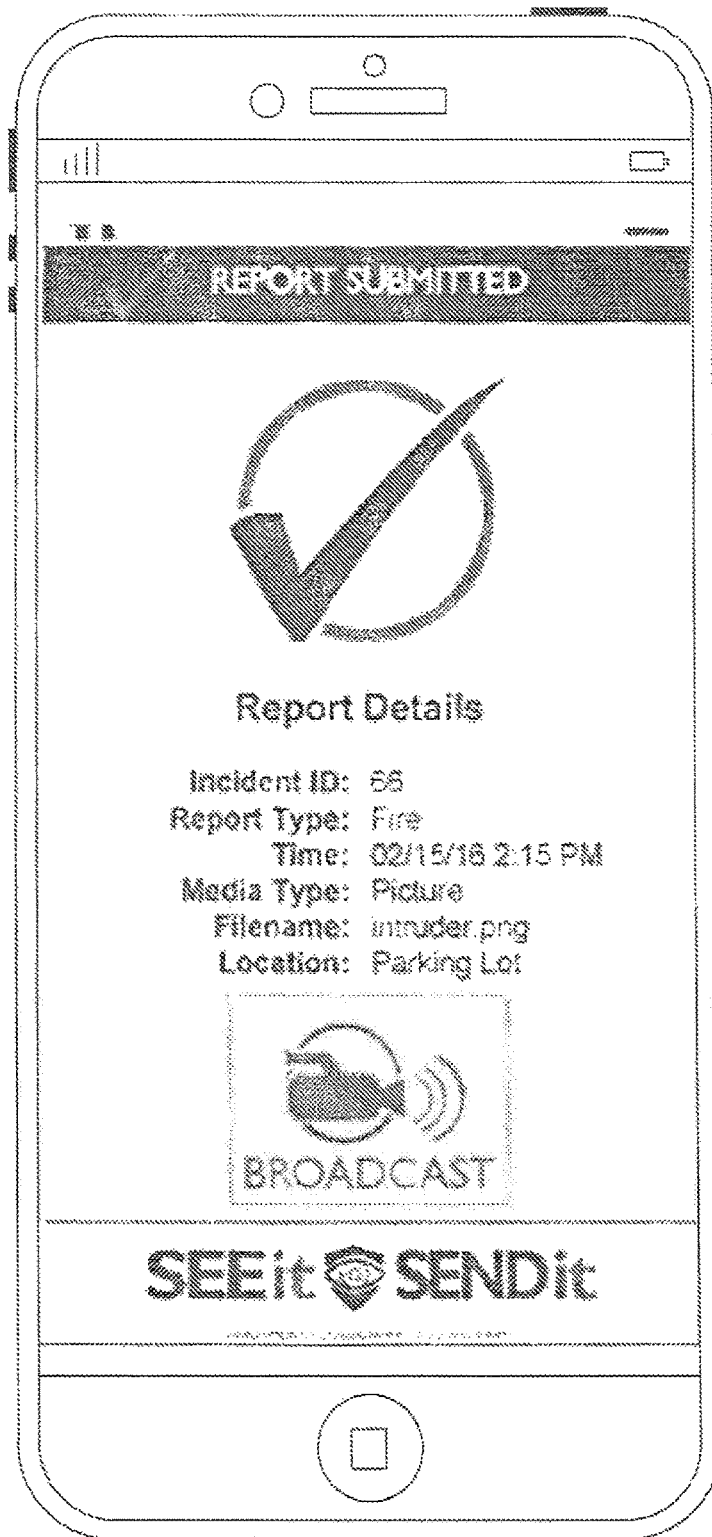 REPORT SUBMITTED
Report Details
Incident ID: 66
Report Type: Fire
Time: 02/15/16 2:15 PM
Media Type: Picture
Filename: intruder.png
Location: Parking Lot
BROADCAST
SEEit SENDit